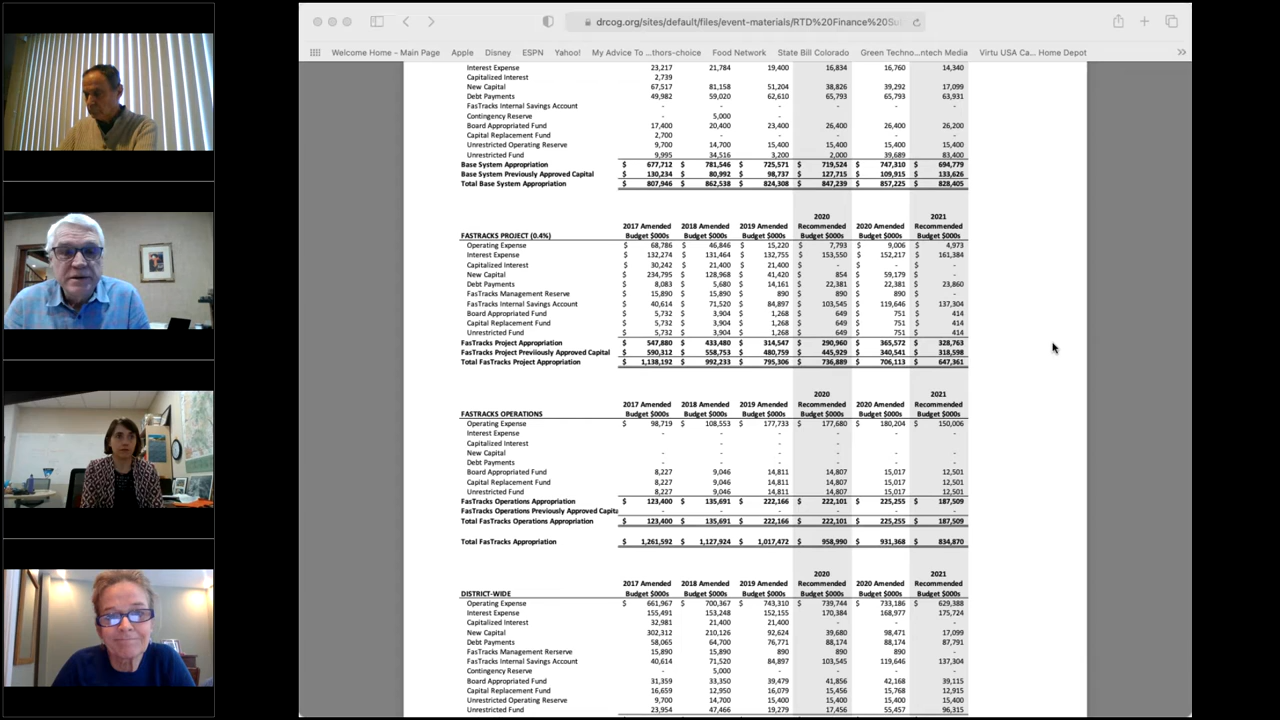 drcog.org/sites/default/files/event-materials/RTD%20Finance%20Su
Welcome Home – Main Page Apple Disney ESPN Yahoo! My Advice To ...thors-choice Food Network State Bill Colorado Green Techno...ntech Media Virtu USA Ca... Home Depot
Interest Expense 23,217 21,784 19,400 16,834 16,760 14,340
Capitalized Interest 2,739
New Capital 67,517 81,158 51,204 38,826 39,292 17,099
Debt Payments 49,982 59,020 62,610 65,793 65,793 63,931
FasTracks Internal Savings Account - - - - - -
Contingency Reserve - 5,000 -
Board Appropriated Fund 17,400 20,400 23,400 26,400 26,400 26,200
Capital Replacement Fund 2,700 - - - - -
Unrestricted Operating Reserve 9,700 14,700 15,400 15,400 15,400 15,400
Unrestricted Fund 9,995 34,516 3,200 2,000 39,689 83,400
Base System Appropriation $ 677,712 $ 781,546 $ 725,571 $ 719,524 $ 747,310 $ 694,779
Base System Previously Approved Capital $ 130,234 $ 80,992 $ 98,737 $ 127,715 $ 109,915 $ 133,626
Total Base System Appropriation $ 807,946 $ 862,538 $ 824,308 $ 847,239 $ 857,225 $ 828,405
2020 2021
2017 Amended 2018 Amended 2019 Amended Recommended 2020 Amended Recommended
FASTRACKS PROJECT (0.4%) Budget $000s Budget $000s Budget $000s Budget $000s Budget $000s Budget $000s
Operating Expense $ 68,786 $ 46,846 $ 15,220 $ 7,793 $ 9,006 $ 4,973
Interest Expense $ 132,274 $ 131,464 $ 132,755 $ 153,550 $ 152,217 $ 161,384
Capitalized Interest $ 30,242 $ 21,400 $ 21,400 $ - $ - $ -
New Capital $ 234,795 $ 128,968 $ 41,420 $ 854 $ 59,179 $ -
Debt Payments $ 8,083 $ 5,680 $ 14,161 $ 22,381 $ 22,381 $ 23,860
FasTracks Management Reserve $ 15,890 $ 15,890 $ 890 $ 890 $ 890 $ -
FasTracks Internal Savings Account $ 40,614 $ 71,520 $ 84,897 $ 103,545 $ 119,646 $ 137,304
Board Appropriated Fund $ 5,732 $ 3,904 $ 1,268 $ 649 $ 751 $ 414
Capital Replacement Fund $ 5,732 $ 3,904 $ 1,268 $ 649 $ 751 $ 414
Unrestricted Fund $ 5,732 $ 3,904 $ 1,268 $ 649 $ 751 $ 414
FasTracks Project Appropriation $ 547,880 $ 433,480 $ 314,547 $ 290,960 $ 365,572 $ 328,763
FasTracks Project Previiously Approved Capital $ 590,312 $ 558,753 $ 480,759 $ 445,929 $ 340,541 $ 318,598
Total FasTracks Project Appropriation $ 1,138,192 $ 992,233 $ 795,306 $ 736,889 $ 706,113 $ 647,361
2020 2021
2017 Amended 2018 Amended 2019 Amended Recommended 2020 Amended Recommended
FASTRACKS OPERATIONS Budget $000s Budget $000s Budget $000s Budget $000s Budget $000s Budget $000s
Operating Expense $ 98,719 $ 108,553 $ 177,733 $ 177,680 $ 180,204 $ 150,006
Interest Expense - - - - - -
Capitalized Interest - - - - -
New Capital - - - - - -
Debt Payments - - - - - -
Board Appropriated Fund 8,227 9,046 14,811 14,807 15,017 12,501
Capital Replacement Fund 8,227 9,046 14,811 14,807 15,017 12,501
Unrestricted Fund 8,227 9,046 14,811 14,807 15,017 12,501
FasTracks Operations Appropriation $ 123,400 $ 135,691 $ 222,166 $ 222,101 $ 225,255 $ 187,509
FasTracks Operations Previously Approved Capita - - - - - -
Total FasTracks Operations Appropriation $ 123,400 $ 135,691 $ 222,166 $ 222,101 $ 225,255 $ 187,509
Total FasTracks Appropriation $ 1,261,592 $ 1,127,924 $ 1,017,472 $ 958,990 $ 931,368 $ 834,870
2020 2021
2017 Amended 2018 Amended 2019 Amended Recommended 2020 Amended Recommended
DISTRICT-WIDE Budget $000s Budget $000s Budget $000s Budget $000s Budget $000s Budget $000s
Operating Expense $ 661,967 $ 700,367 $ 743,310 $ 739,744 $ 733,186 $ 629,388
Interest Expense 155,491 153,248 152,155 170,384 168,977 175,724
Capitalized Interest 32,981 21,400 21,400 - - -
New Capital 302,312 210,126 92,624 39,680 98,471 17,099
Debt Payments 58,065 64,700 76,771 88,174 88,174 87,791
FasTracks Management Rerserve 15,890 15,890 890 890 890 -
FasTracks Internal Savings Account 40,614 71,520 84,897 103,545 119,646 137,304
Contingency Reserve - 5,000 - - - -
Board Appropriated Fund 31,359 33,350 39,479 41,856 42,168 39,115
Capital Replacement Fund 16,659 12,950 16,079 15,456 15,768 12,915
Unrestricted Operating Reserve 9,700 14,700 15,400 15,400 15,400 15,400
Unrestricted Fund 23,954 47,466 19,279 17,456 55,457 96,315